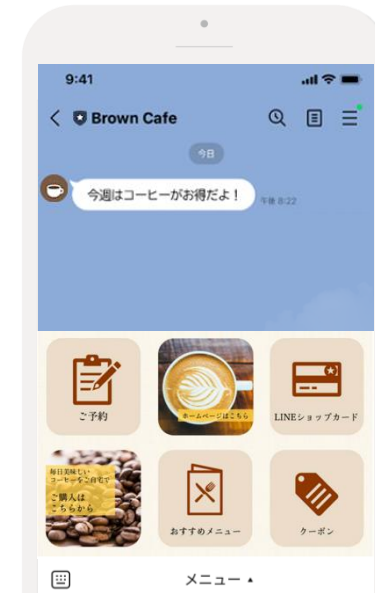 9:41
Brown Cafe
今日
今週はコーヒーがお得だよ！
午後 8:22
ご予約
ホームページはこちら
LINEショップカード
毎日美味しい
コーヒーをご自宅で
ご購入は
こちらから
おすすめメニュー
クーポン
メニュー